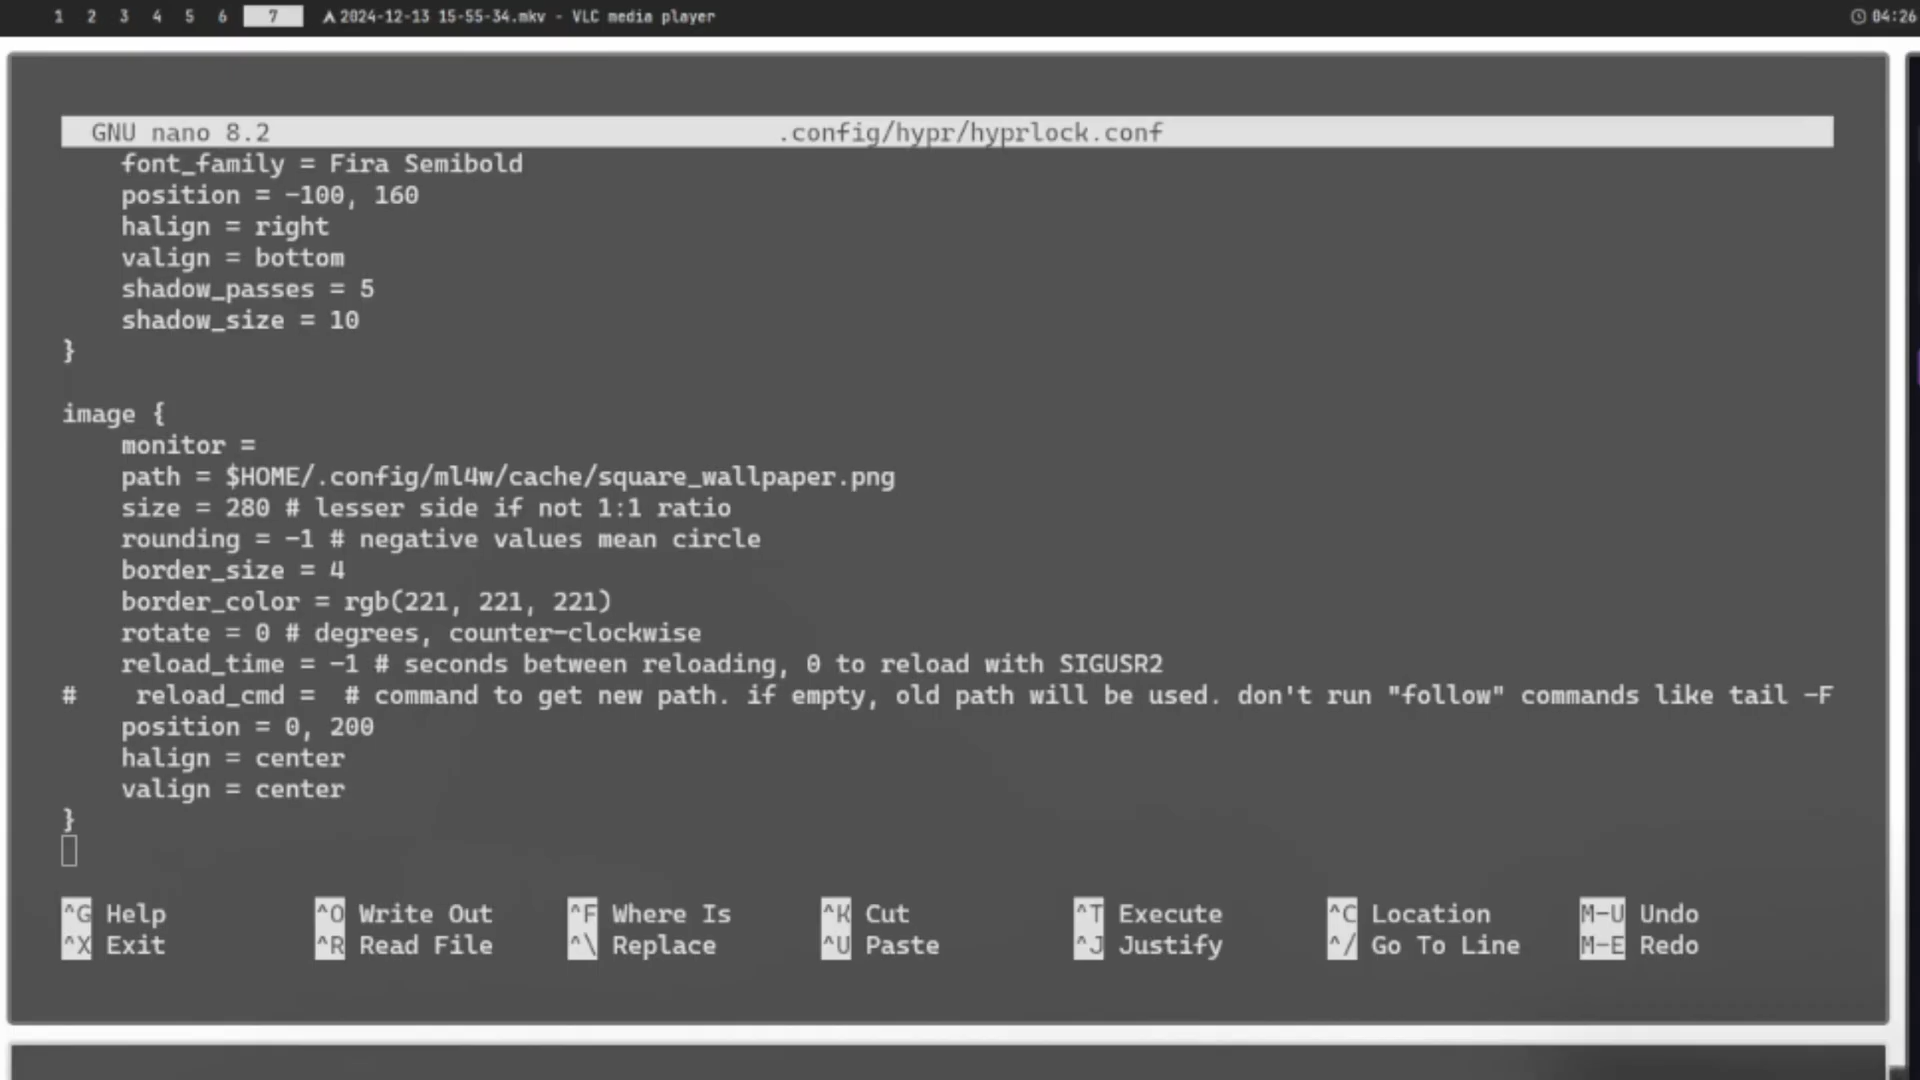 1 2 3 4 5 6 7 2024-12-13 15-55-34.mkv - VLC media player 04:26
GNU nano 8.2 .config/hypr/hyprlock.conf
font_family = Fira Semibold
position = -100, 160
halign = right
valign = bottom
shadow_passes = 5
shadow_size = 10
}
image {
monitor =
path = $HOME/.config/ml4w/cache/square_wallpaper.png
size = 280 # lesser side if not 1:1 ratio
rounding = -1 # negative values mean circle
border_size = 4
border_color = rgb(221, 221, 221)
rotate = 0 # degrees, counter-clockwise
reload_time = -1 # seconds between reloading, 0 to reload with SIGUSR2
# reload_cmd = # command to get new path. if empty, old path will be used. don't run "follow" commands like tail -F
position = 0, 200
halign = center
valign = center
}
^G Help ^O Write Out ^F Where Is ^K Cut ^T Execute ^C Location M-U Undo
^X Exit ^R Read File ^\ Replace ^U Paste ^J Justify ^/ Go To Line M-E Redo